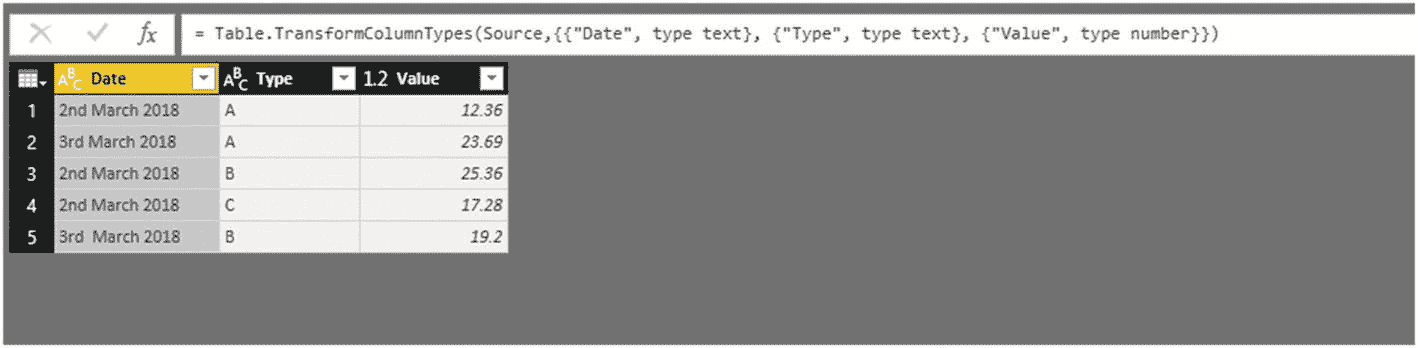 fx = Table.TransformColumnTypes(Source,{{"Date", type text}, {"Type", type text}, {"Value", type number}})
ABC Date ABC Type 1.2 Value
1 2nd March 2018 A 12.36
2 3rd March 2018 A 23.69
3 2nd March 2018 B 25.36
4 2nd March 2018 C 17.28
5 3rd  March 2018 B 19.2